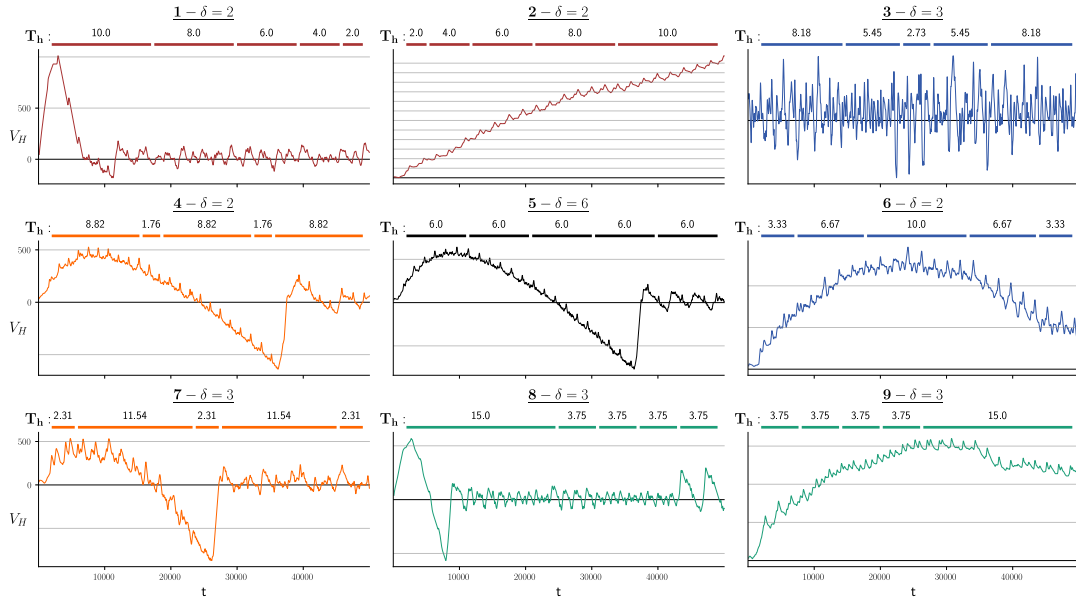 1 − δ = 2
T_h : 10.0 8.0 6.0 4.0 2.0
500
V_H
0
2 − δ = 2
2.0 4.0 6.0 8.0 10.0
3 − δ = 3
T_h : 8.18 5.45 2.73 5.45 8.18
4 − δ = 2
T_h : 8.82 1.76 8.82 1.76 8.82
500
0
V_H
5 − δ = 6
T_h : 6.0 6.0 6.0 6.0
6 − δ = 2
T_h : 3.33 6.67 10.0 6.67 3.33
7 − δ = 3
T_h : 2.31 11.54 2.31 11.54 2.31
500
0
V_H
10000 20000 30000 40000
t
8 − δ = 3
T_h : 15.0 3.75 3.75 3.75 3.75
10000 20000 30000 40000
t
9 − δ = 3
T_h : 3.75 3.75 3.75 3.75 15.0
10000 20000 30000 40000
t